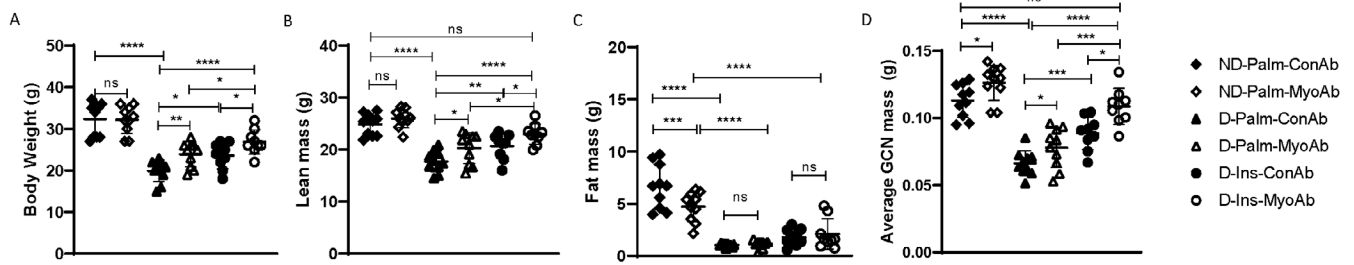 A
Body Weight (g)
50
40
30
20
10
0
****
ns
****
*
*
*
**
B
Lean mass (g)
40
30
20
10
0
ns
****
ns
****
**
*
*
*
C
Fat mass (g)
20
15
10
5
0
****
****
***
****
ns
ns
D
Average GCN mass (g)
0.15
0.10
0.05
0.00
ns
****
****
***
*
*
***
*
ND-Palm-ConAb
ND-Palm-MyoAb
D-Palm-ConAb
D-Palm-MyoAb
D-Ins-ConAb
D-Ins-MyoAb